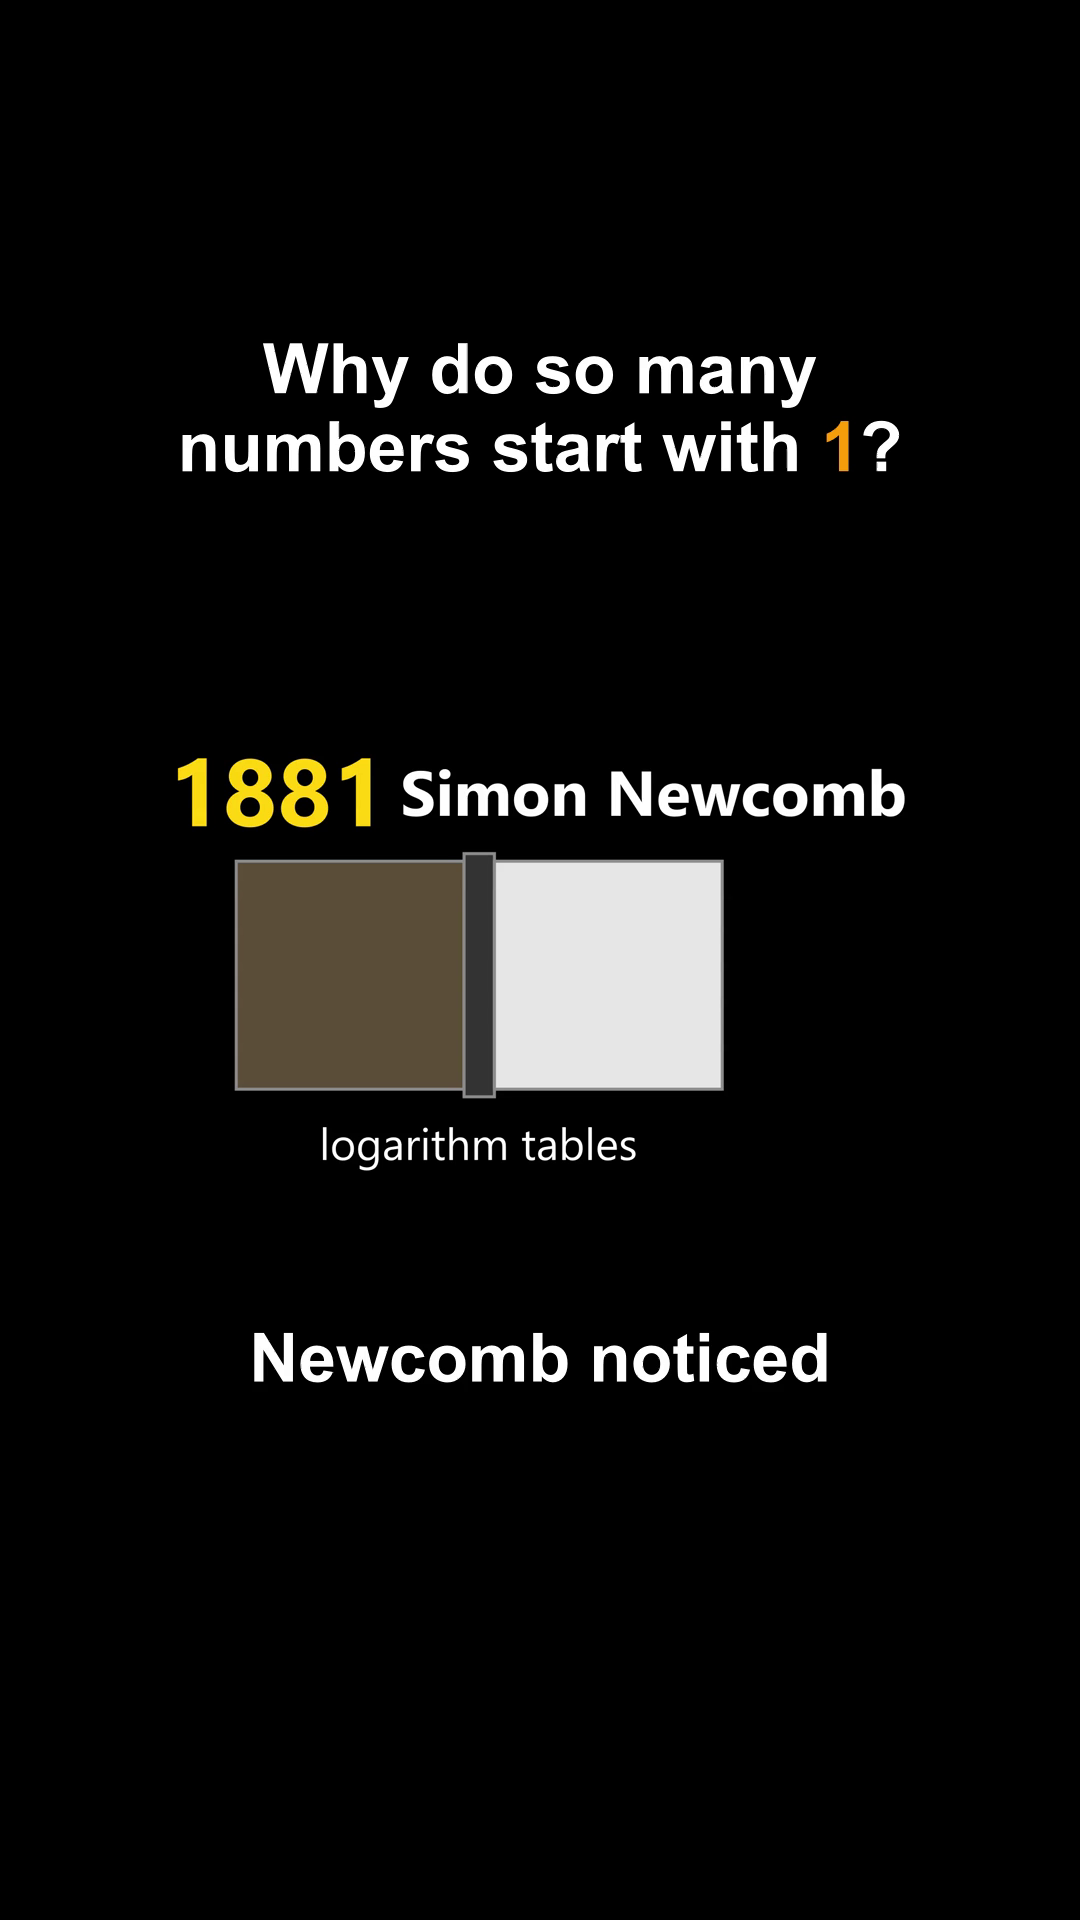 Why do so many
numbers start with 1?
1881 Simon Newcomb
logarithm tables
Newcomb noticed